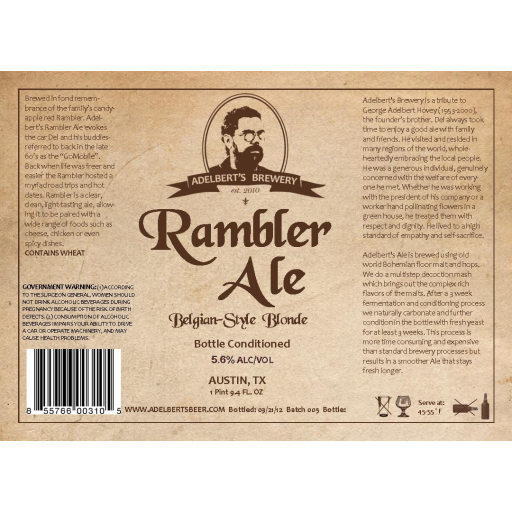 Brewed in fond remem-
brance of the family's candy-
apple red Rambler. Adel-
bert's Rambler Ale evokes
the car Del and his buddies-
referred to back in the late
60's as the "GoMobile".
Back when life was freer and
easier the Rambler hosted a
myriad road trips and hot
dates. Rambler is a clear,
clean, light-tasting ale, allow-
ing it to be paired with a
wide range of foods such as
cheese, chicken or even
spicy dishes.
CONTAINS WHEAT
GOVERNMENT WARNING: (1) ACCORDING
TO THE SURGEON GENERAL, WOMEN SHOULD
NOT DRINK ALCOHOLIC BEVERAGES DURING
PREGNANCY BECAUSE OF THE RISK OF BIRTH
DEFECTS. (2) CONSUMPTION OF ALCOHOLIC
BEVERAGES IMPAIRS YOUR ABILITY TO DRIVE
A CAR OR OPERATE MACHINERY, AND MAY
CAUSE HEALTH PROBLEMS.
8 55766 00310 5
ADELBERT'S BREWERY
est. 2010
Rambler
Ale
Belgian-Style Blonde
Bottle Conditioned
5.6% ALC/VOL
AUSTIN, TX
1 Pint 9.4 FL. OZ
WWW.ADELBERTSBEER.COM Bottled: 03/21/12 Batch 005 Bottle:
Adelbert's Brewery is a tribute to
George Adelbert Hovey (1953-2000),
the founder's brother. Del always took
time to enjoy a good ale with family
and friends. He visited and resided in
many regions of the world, whole-
heartedly embracing the local people.
He was a generous individual, genuinely
concerned with the welfare of every-
one he met. Whether he was working
with the president of his company or a
worker hand pollinating flowers in a
green house, he treated them with
respect and dignity. He lived to a high
standard of empathy and self-sacrifice.
Adelbert's Ale is brewed using old
world Bohemian floor malt and hops.
We do a multistep decoction mash
which brings out the complex rich
flavors of the malts. After a 3 week
fermentation and conditioning process
we naturally carbonate and further
condition in the bottle with fresh yeast
for at least 3 weeks. This process is
more time consuming and expensive
than standard brewery processes but
results in a smoother Ale that stays
fresh longer.
Serve at:
45-55° f